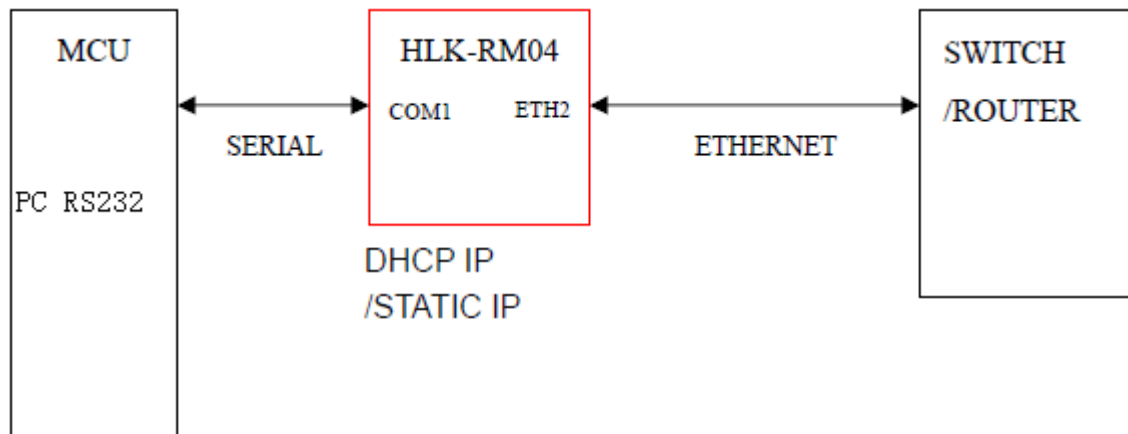 MCU
PC RS232
SERIAL
HLK-RM04
COM1 ETH2
DHCP IP
/STATIC IP
ETHERNET
SWITCH
/ROUTER